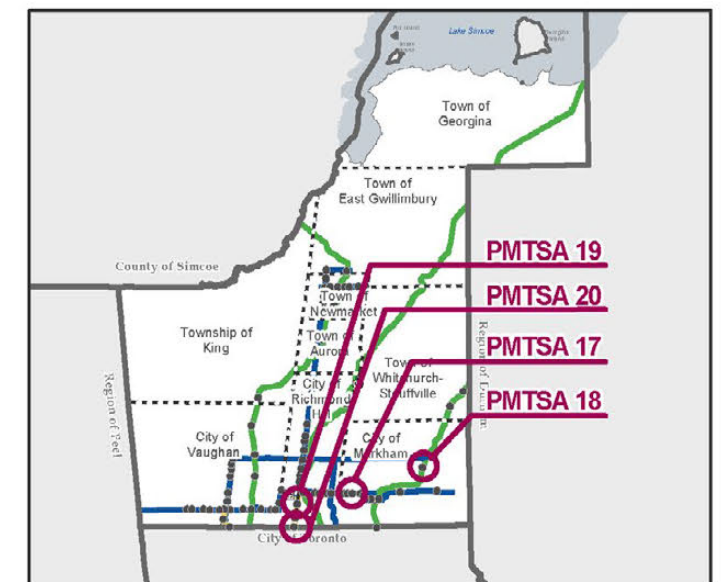 Lake Simcoe
Town of
Georgina
Town of
East Gwillimbury
County of Simcoe
PMTSA 19
PMTSA 20
PMTSA 17
PMTSA 18
Town of
Newmarket
Township of
King
Town of
Aurora
Town of
Whitchurch-
Stouffville
City of
Richmond
Hill
Region of Peel
Region of Durham
City of
Vaughan
City of
Markham
City of Toronto